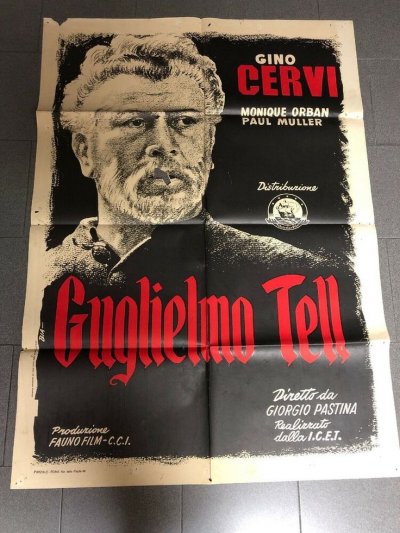 GINO
CERVI
MONIQUE ORBAN
PAUL MULLER
Distribuzione
Guglielmo Tell
Produzione
FAUNO FILM-C.C.I.
Diretto da
GIORGIO PASTINA
Realizzato
dalla I.C.E.T.